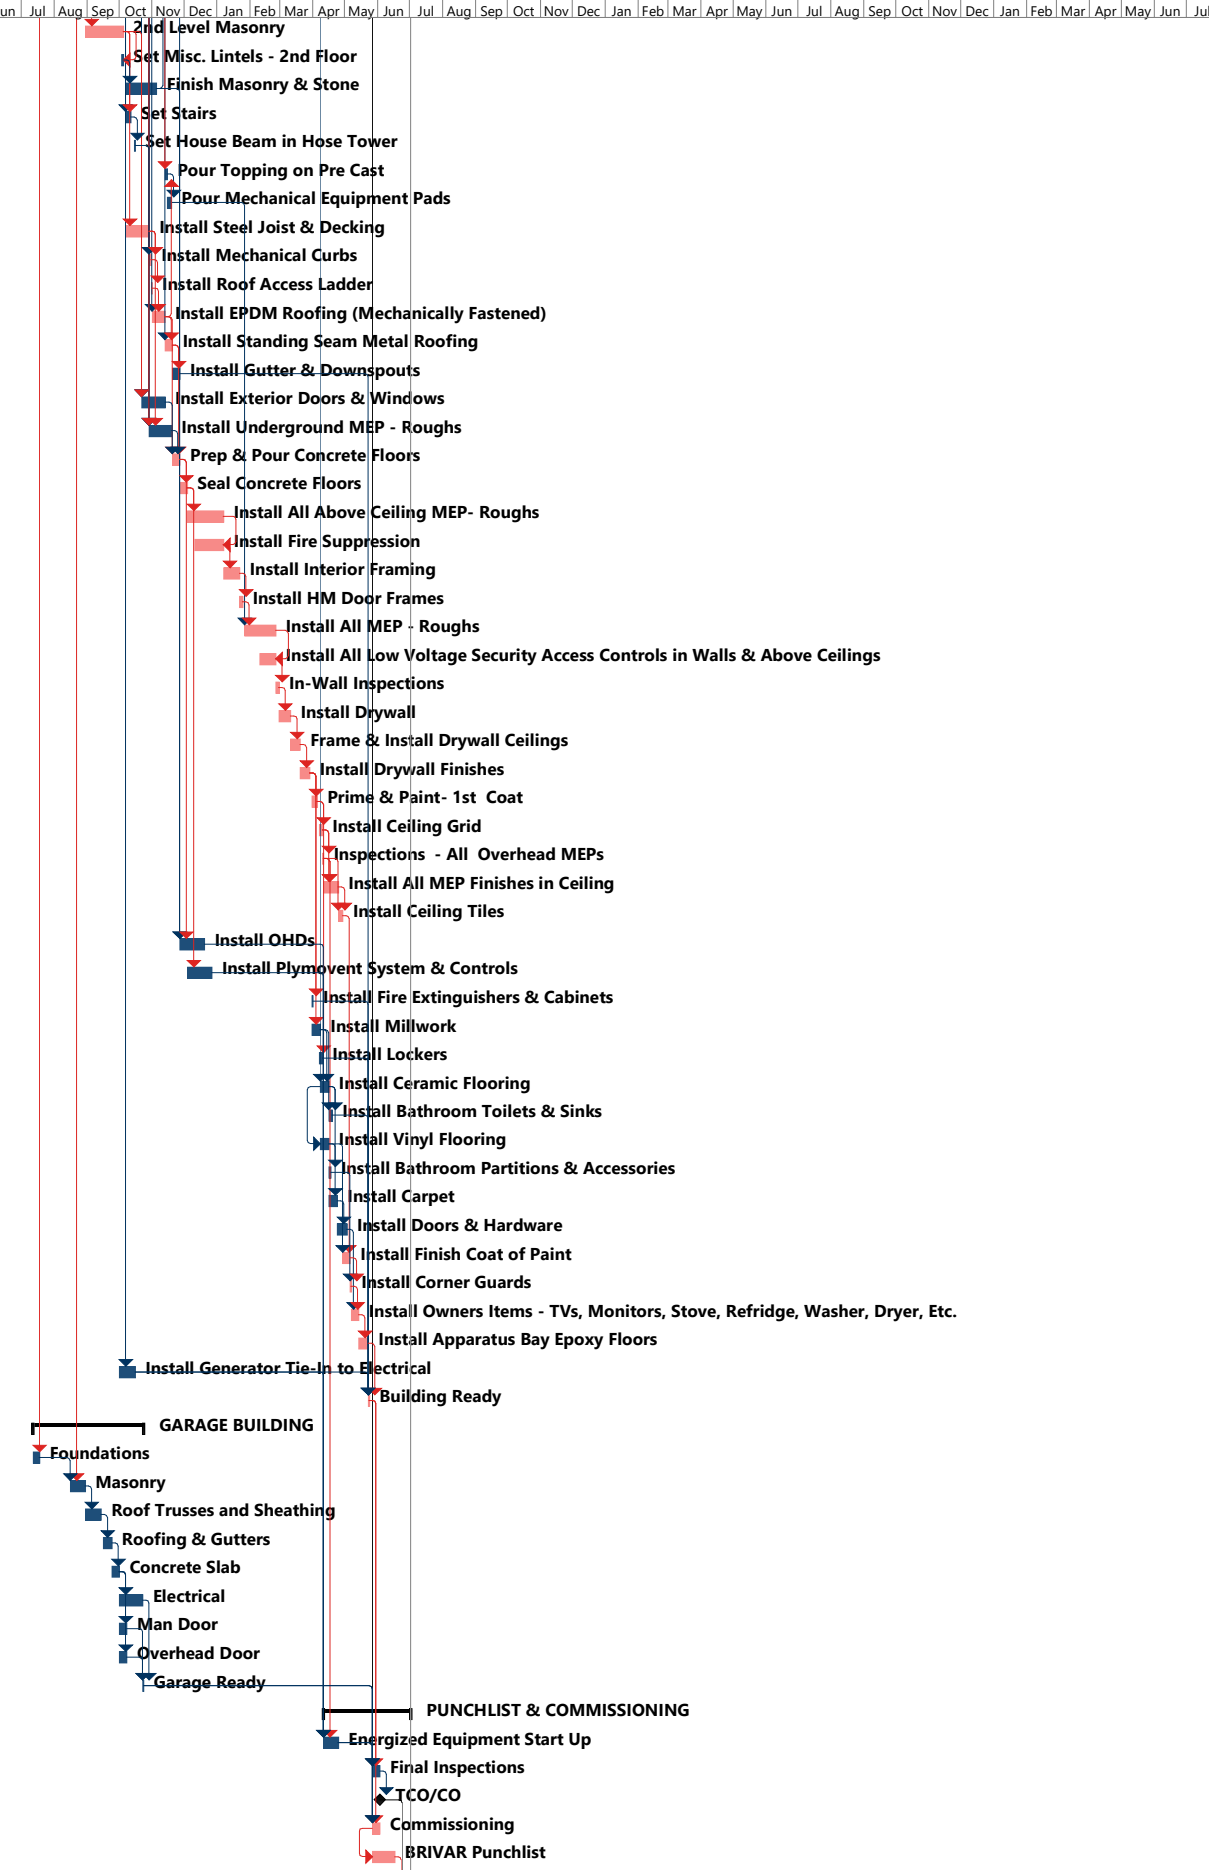 un Jul Aug Sep Oct Nov Dec Jan Feb Mar Apr May Jun Jul Aug Sep Oct Nov Dec Jan Feb Mar Apr May Jun Jul Aug Sep Oct Nov Dec Jan Feb Mar Apr May Jun Jul
2nd Level Masonry
Set Misc. Lintels - 2nd Floor
Finish Masonry & Stone
Set Stairs
Set House Beam in Hose Tower
Pour Topping on Pre Cast
Pour Mechanical Equipment Pads
Install Steel Joist & Decking
Install Mechanical Curbs
Install Roof Access Ladder
Install EPDM Roofing (Mechanically Fastened)
Install Standing Seam Metal Roofing
Install Gutter & Downspouts
Install Exterior Doors & Windows
Install Underground MEP - Roughs
Prep & Pour Concrete Floors
Seal Concrete Floors
Install All Above Ceiling MEP- Roughs
Install Fire Suppression
Install Interior Framing
Install HM Door Frames
Install All MEP - Roughs
Install All Low Voltage Security Access Controls in Walls & Above Ceilings
In-Wall Inspections
Install Drywall
Frame & Install Drywall Ceilings
Install Drywall Finishes
Prime & Paint- 1st  Coat
Install Ceiling Grid
Inspections  - All  Overhead MEPs
Install All MEP Finishes in Ceiling
Install Ceiling Tiles
Install OHDs
Install Plymovent System & Controls
Install Fire Extinguishers & Cabinets
Install Millwork
Install Lockers
Install Ceramic Flooring
Install Bathroom Toilets & Sinks
Install Vinyl Flooring
Install Bathroom Partitions & Accessories
Install Carpet
Install Doors & Hardware
Install Finish Coat of Paint
Install Corner Guards
Install Owners Items - TVs, Monitors, Stove, Refridge, Washer, Dryer, Etc.
Install Apparatus Bay Epoxy Floors
Install Generator Tie-In to Electrical
Building Ready
GARAGE BUILDING
Foundations
Masonry
Roof Trusses and Sheathing
Roofing & Gutters
Concrete Slab
Electrical
Man Door
Overhead Door
Garage Ready
PUNCHLIST & COMMISSIONING
Energized Equipment Start Up
Final Inspections
TCO/CO
Commissioning
BRIVAR Punchlist